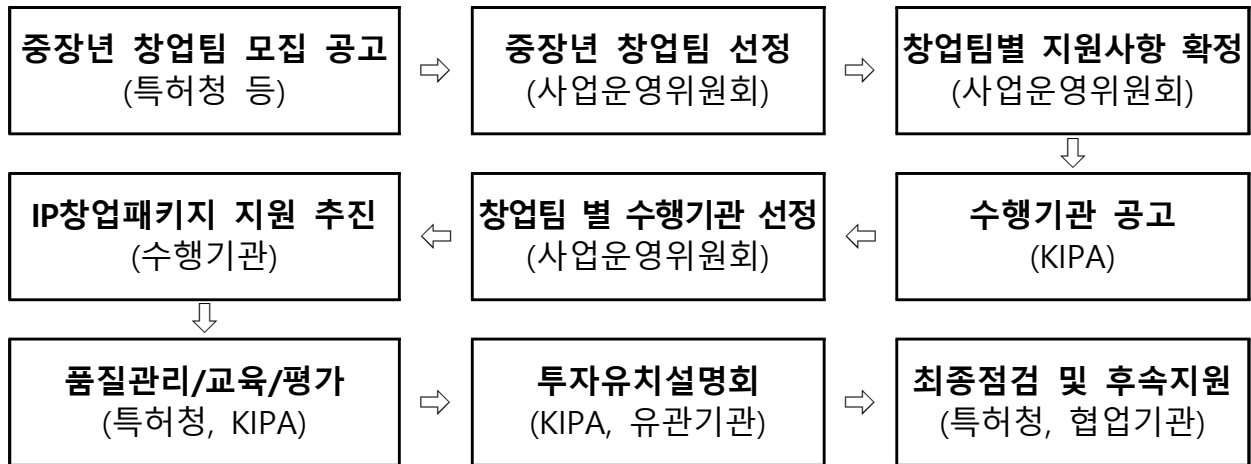 중장년 창업팀 모집 공고
(특허청 등)
중장년 창업팀 선정
(사업운영위원회)
창업팀별 지원사항 확정
(사업운영위원회)
수행기관 공고
(KIPA)
창업팀 별 수행기관 선정
(사업운영위원회)
IP창업패키지 지원 추진
(수행기관)
품질관리/교육/평가
(특허청, KIPA)
투자유치설명회
(KIPA, 유관기관)
최종점검 및 후속지원
(특허청, 협업기관)